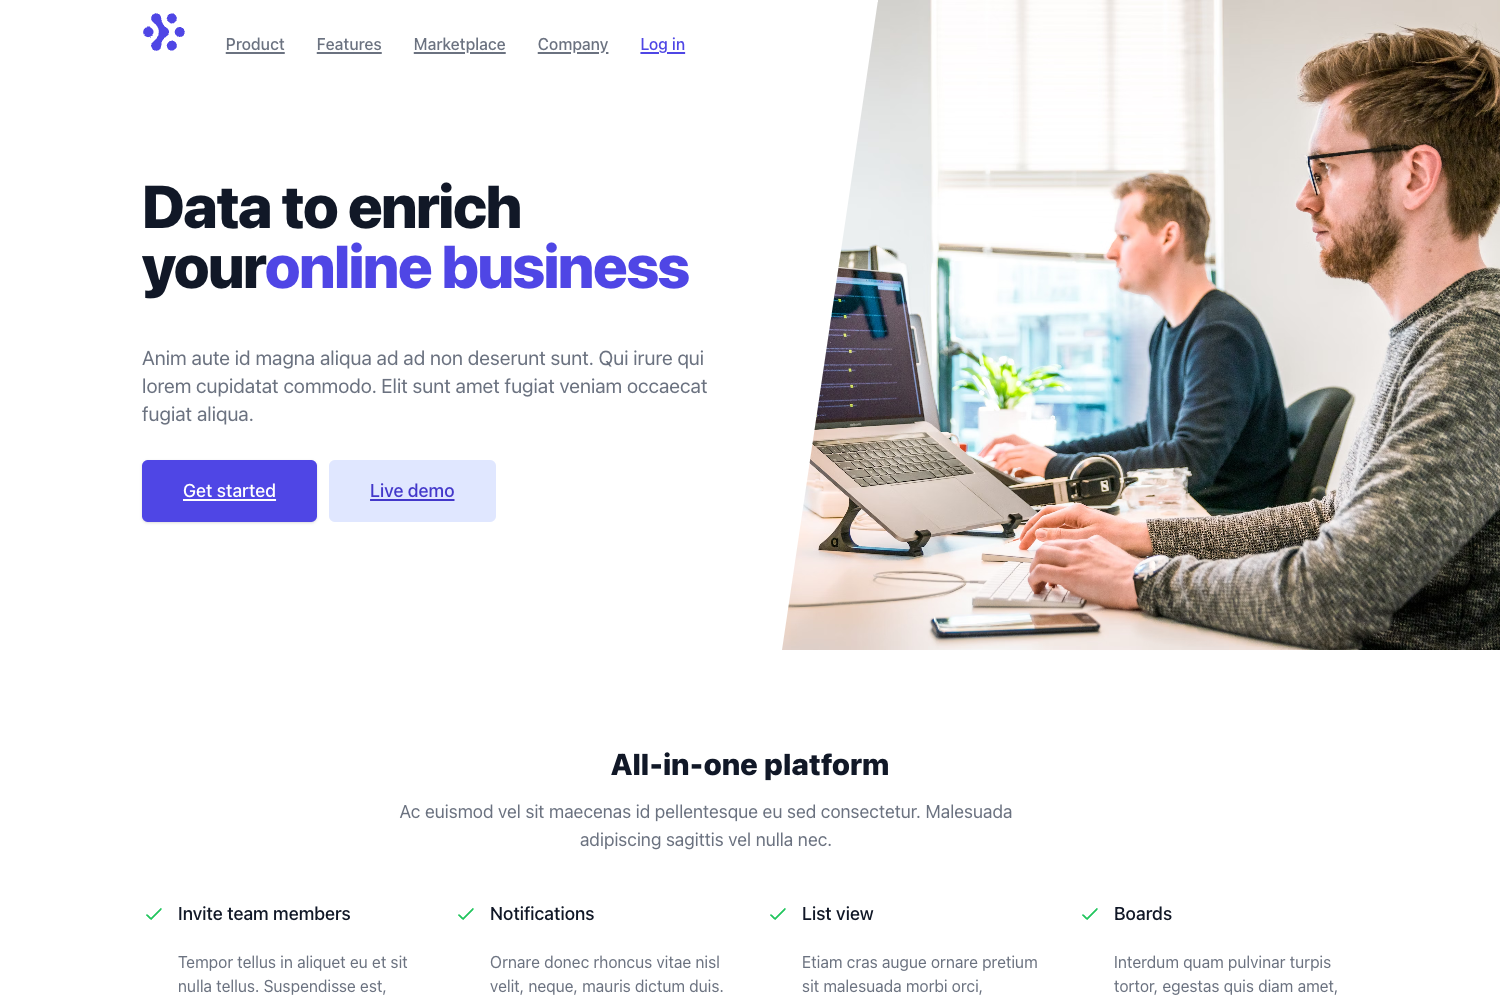 Product Features Marketplace Company Log in
Data to enrich
youronline business
Anim aute id magna aliqua ad ad non deserunt sunt. Qui irure qui
lorem cupidatat commodo. Elit sunt amet fugiat veniam occaecat
fugiat aliqua.
Get started Live demo
All-in-one platform
Ac euismod vel sit maecenas id pellentesque eu sed consectetur. Malesuada
adipiscing sagittis vel nulla nec.
Invite team members
Tempor tellus in aliquet eu et sit
nulla tellus. Suspendisse est,
Notifications
Ornare donec rhoncus vitae nisl
velit, neque, mauris dictum duis.
List view
Etiam cras augue ornare pretium
sit malesuada morbi orci,
Boards
Interdum quam pulvinar turpis
tortor, egestas quis diam amet,